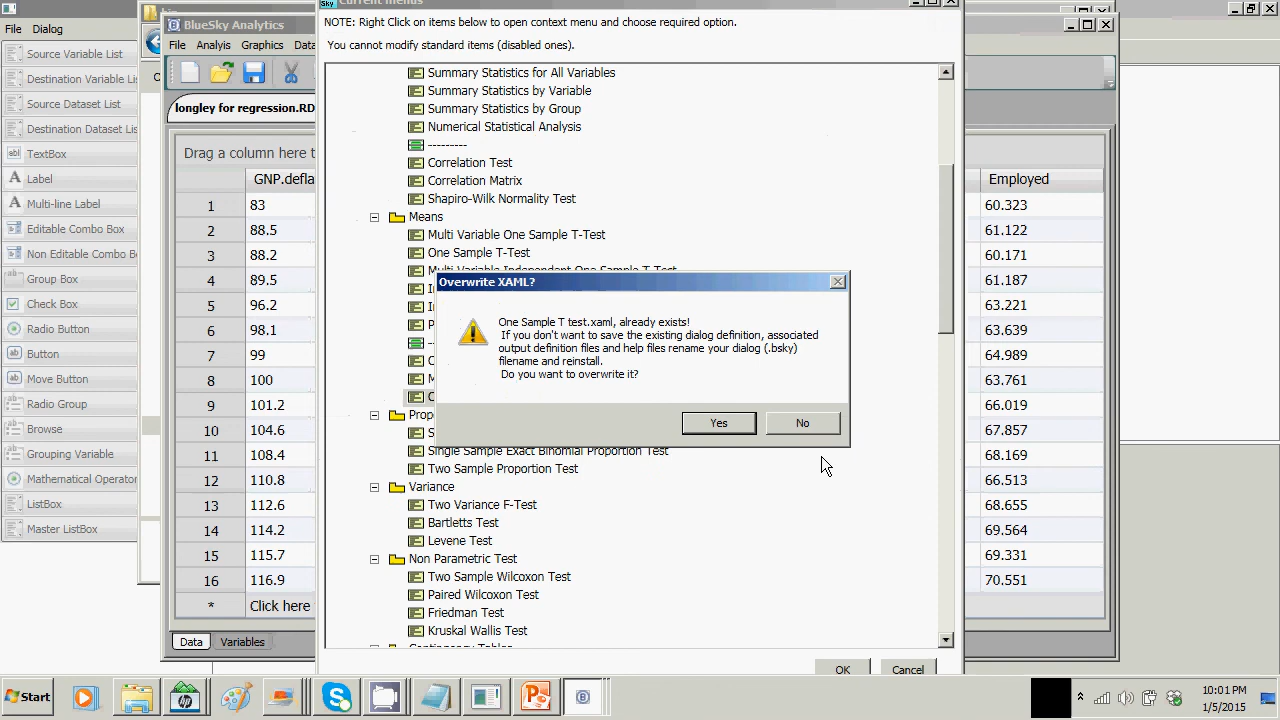 Current menus
NOTE: Right Click on items below to open context menu and choose required option.
You cannot modify standard items (disabled ones).
File Dialog
Source Variable List
Destination Variable Lis
Source Dataset List
Destination Dataset Lis
TextBox
Label
Multi-line Label
Editable Combo Box
Non Editable Combo B
Group Box
Check Box
Radio Button
Button
Move Button
Radio Group
Browse
Grouping Variable
Mathematical Operator
ListBox
Master ListBox
BlueSky Analytics
File Analysis Graphics Data
longley for regression.RD
Drag a column here t
GNP.defla
1 83
2 88.5
3 88.2
4 89.5
5 96.2
6 98.1
7 99
8 100
9 101.2
10 104.6
11 108.4
12 110.8
13 112.6
14 114.2
15 115.7
16 116.9
* Click here
Data Variables
Summary Statistics for All Variables
Summary Statistics by Variable
Summary Statistics by Group
Numerical Statistical Analysis
---------
Correlation Test
Correlation Matrix
Shapiro-Wilk Normality Test
Means
Multi Variable One Sample T-Test
One Sample T-Test
Multi Variable Independent One Sample T-Test
Overwrite XAML?
One Sample T test.xaml, already exists!
If you don't want to save the existing dialog definition, associated
output definition files and help files rename your dialog (.bsky)
filename and reinstall.
Do you want to overwrite it?
Yes No
Single Sample Exact Binomial Proportion Test
Two Sample Proportion Test
Variance
Two Variance F-Test
Bartletts Test
Levene Test
Non Parametric Test
Two Sample Wilcoxon Test
Paired Wilcoxon Test
Friedman Test
Kruskal Wallis Test
Contingency Tables
OK Cancel
Employed
60.323
61.122
60.171
61.187
63.221
63.639
64.989
63.761
66.019
67.857
68.169
66.513
68.655
69.564
69.331
70.551
Start
10:01 PM
1/5/2015